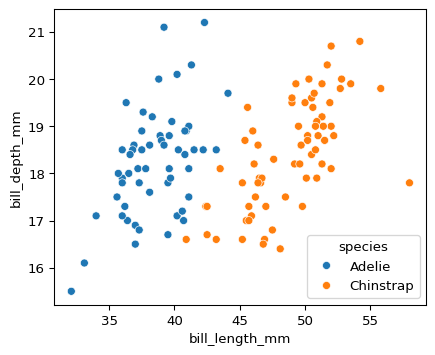 21
20
19
18
17
16
bill_depth_mm
35
40
45
50
55
bill_length_mm
species
Adelie
Chinstrap